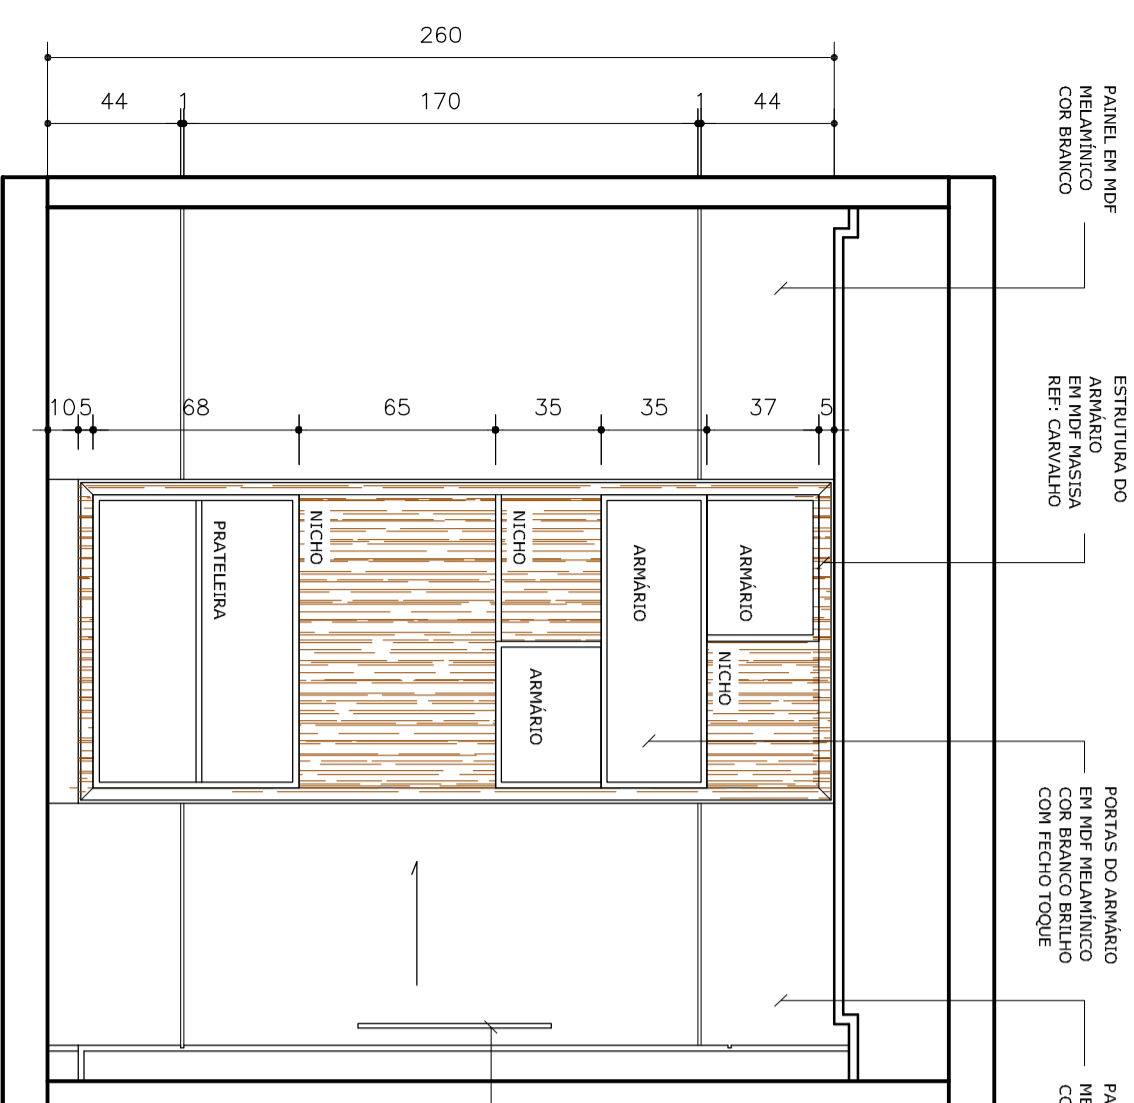 260
44
1
170
1
44
PAINEL EM MDF
MELAMÍNICO
COR BRANCO
10
5
68
65
35
35
37
5
ESTRUTURA DO
ARMÁRIO
EM MDF MASISA
REF: CARVALHO
PRATELEIRA
NICHO
NICHO
ARMÁRIO
ARMÁRIO
ARMÁRIO
NICHO
PORTAS DO ARMÁRIO
EM MDF MELAMÍNICO
COR BRANCO BRILHO
COM FECHO TOQUE